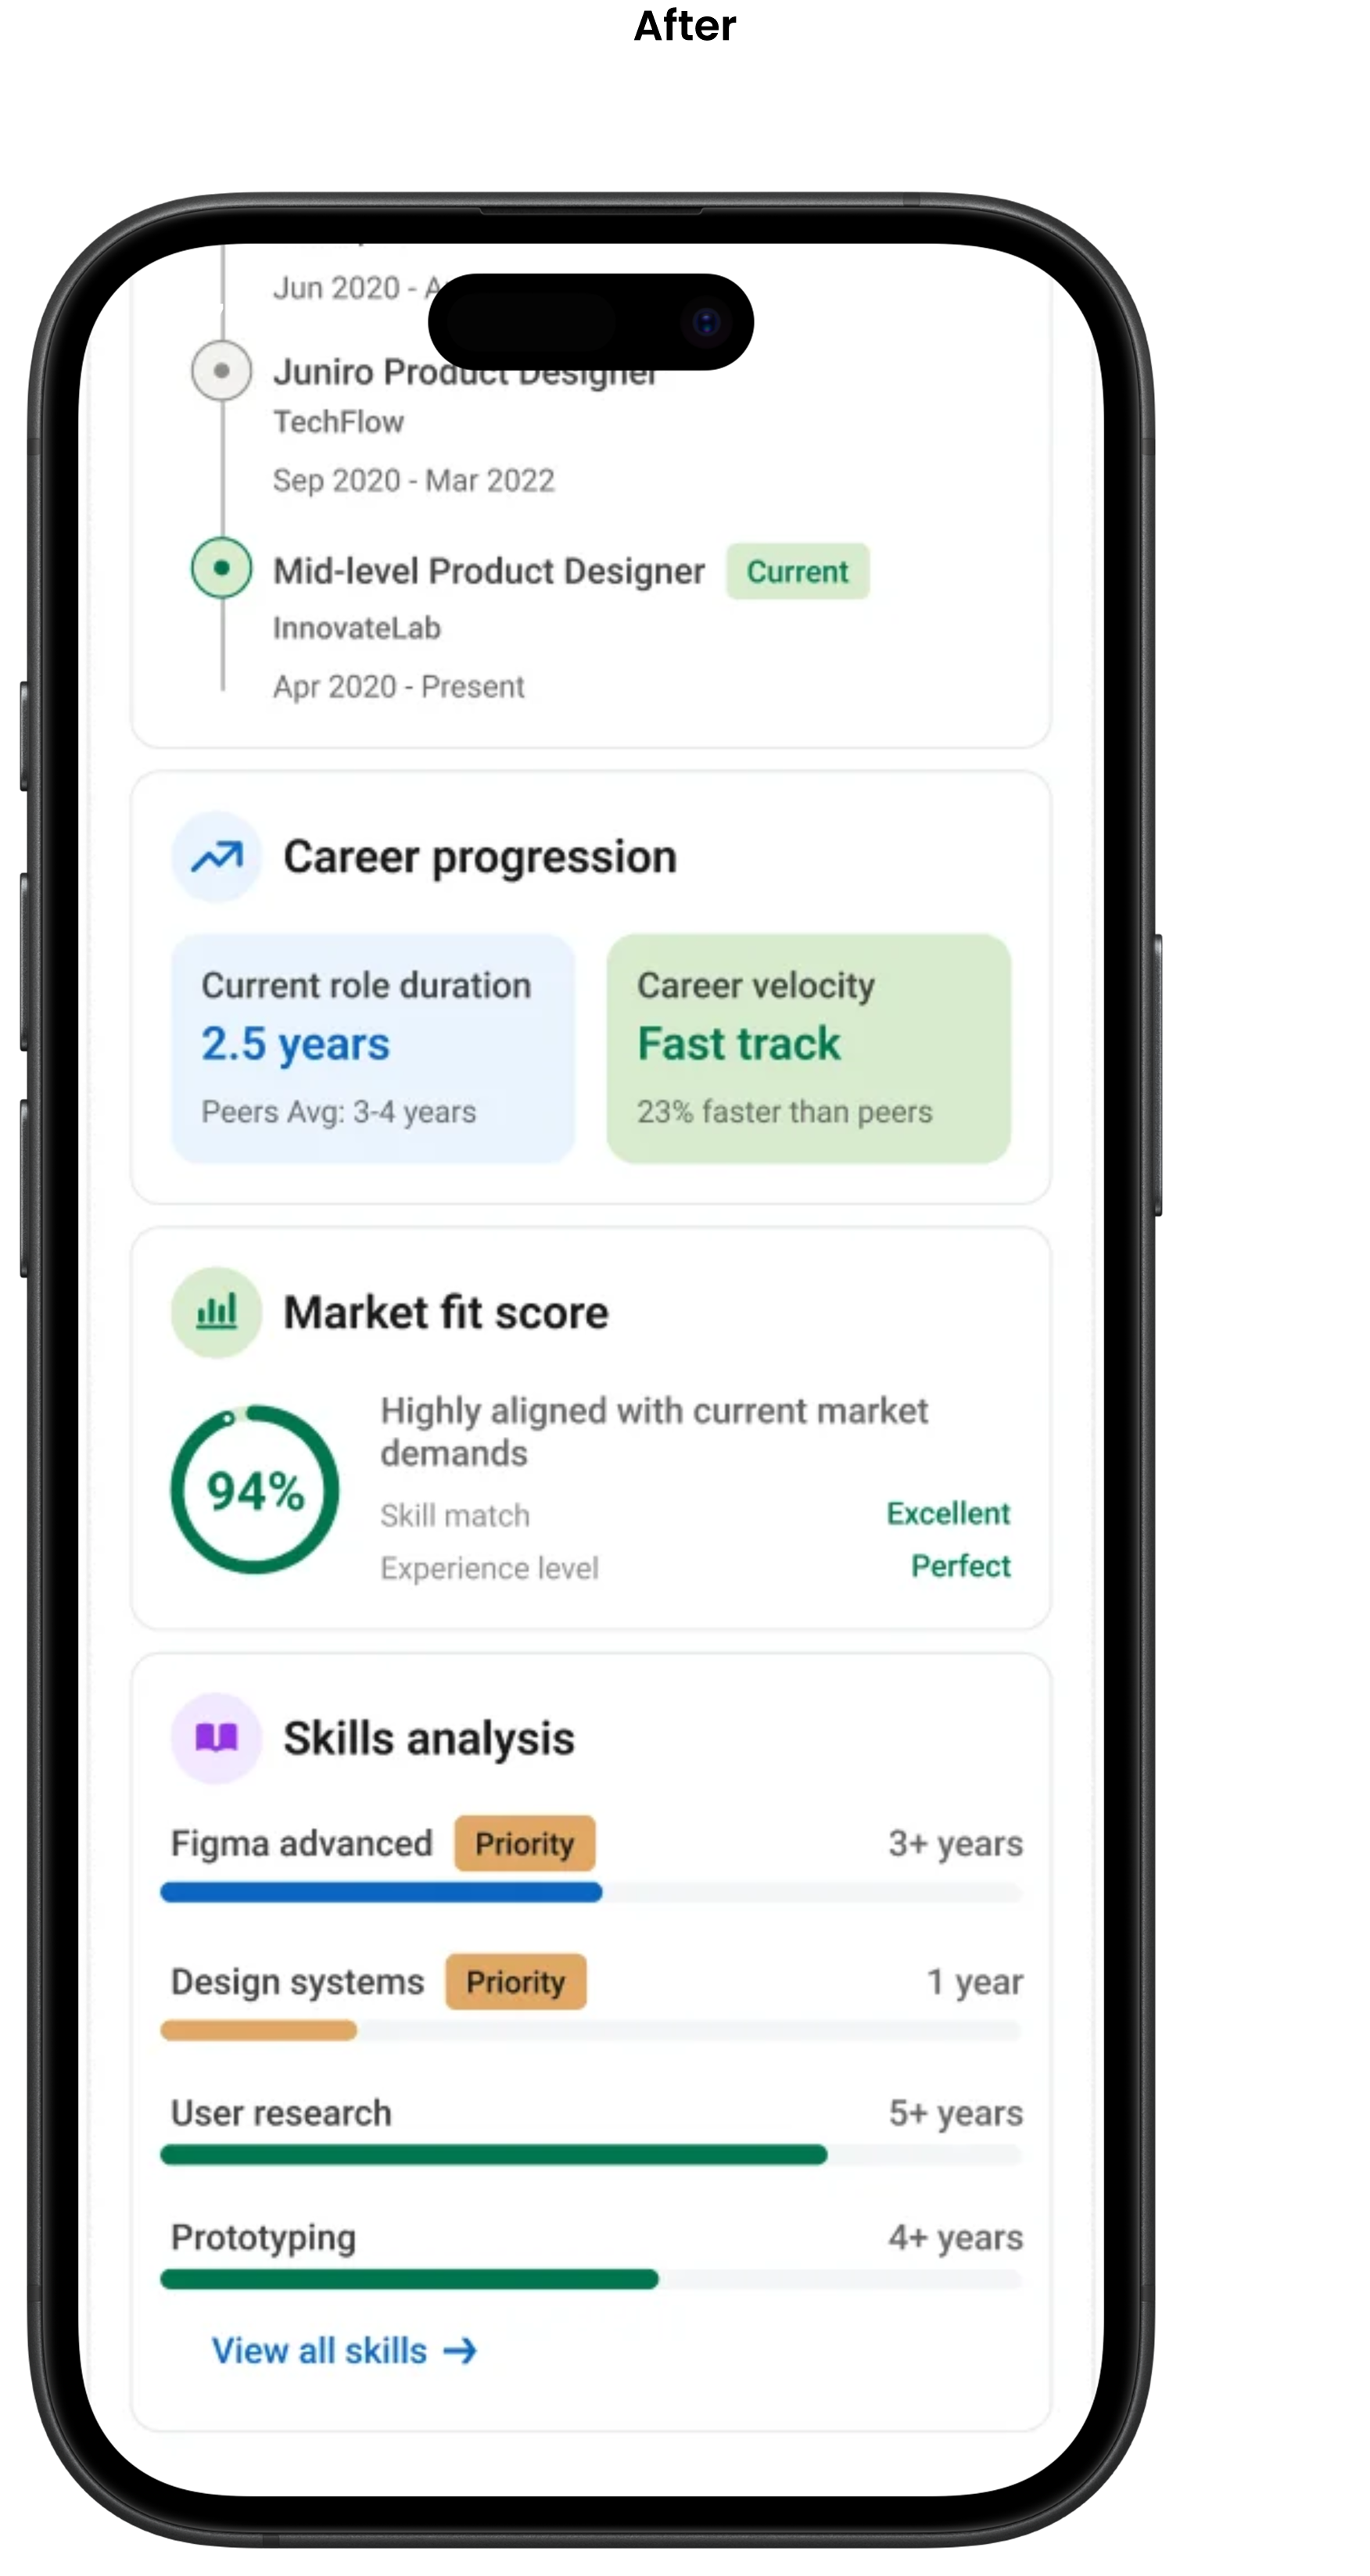 After
Jun 2020 - A
Juniro Product Designer
TechFlow
Sep 2020 - Mar 2022
Mid-level Product Designer Current
InnovateLab
Apr 2020 - Present
Career progression
Current role duration
2.5 years
Peers Avg: 3-4 years
Career velocity
Fast track
23% faster than peers
Market fit score
94%
Highly aligned with current market
demands
Skill match Excellent
Experience level Perfect
Skills analysis
Figma advanced Priority 3+ years
Design systems Priority 1 year
User research 5+ years
Prototyping 4+ years
View all skills →